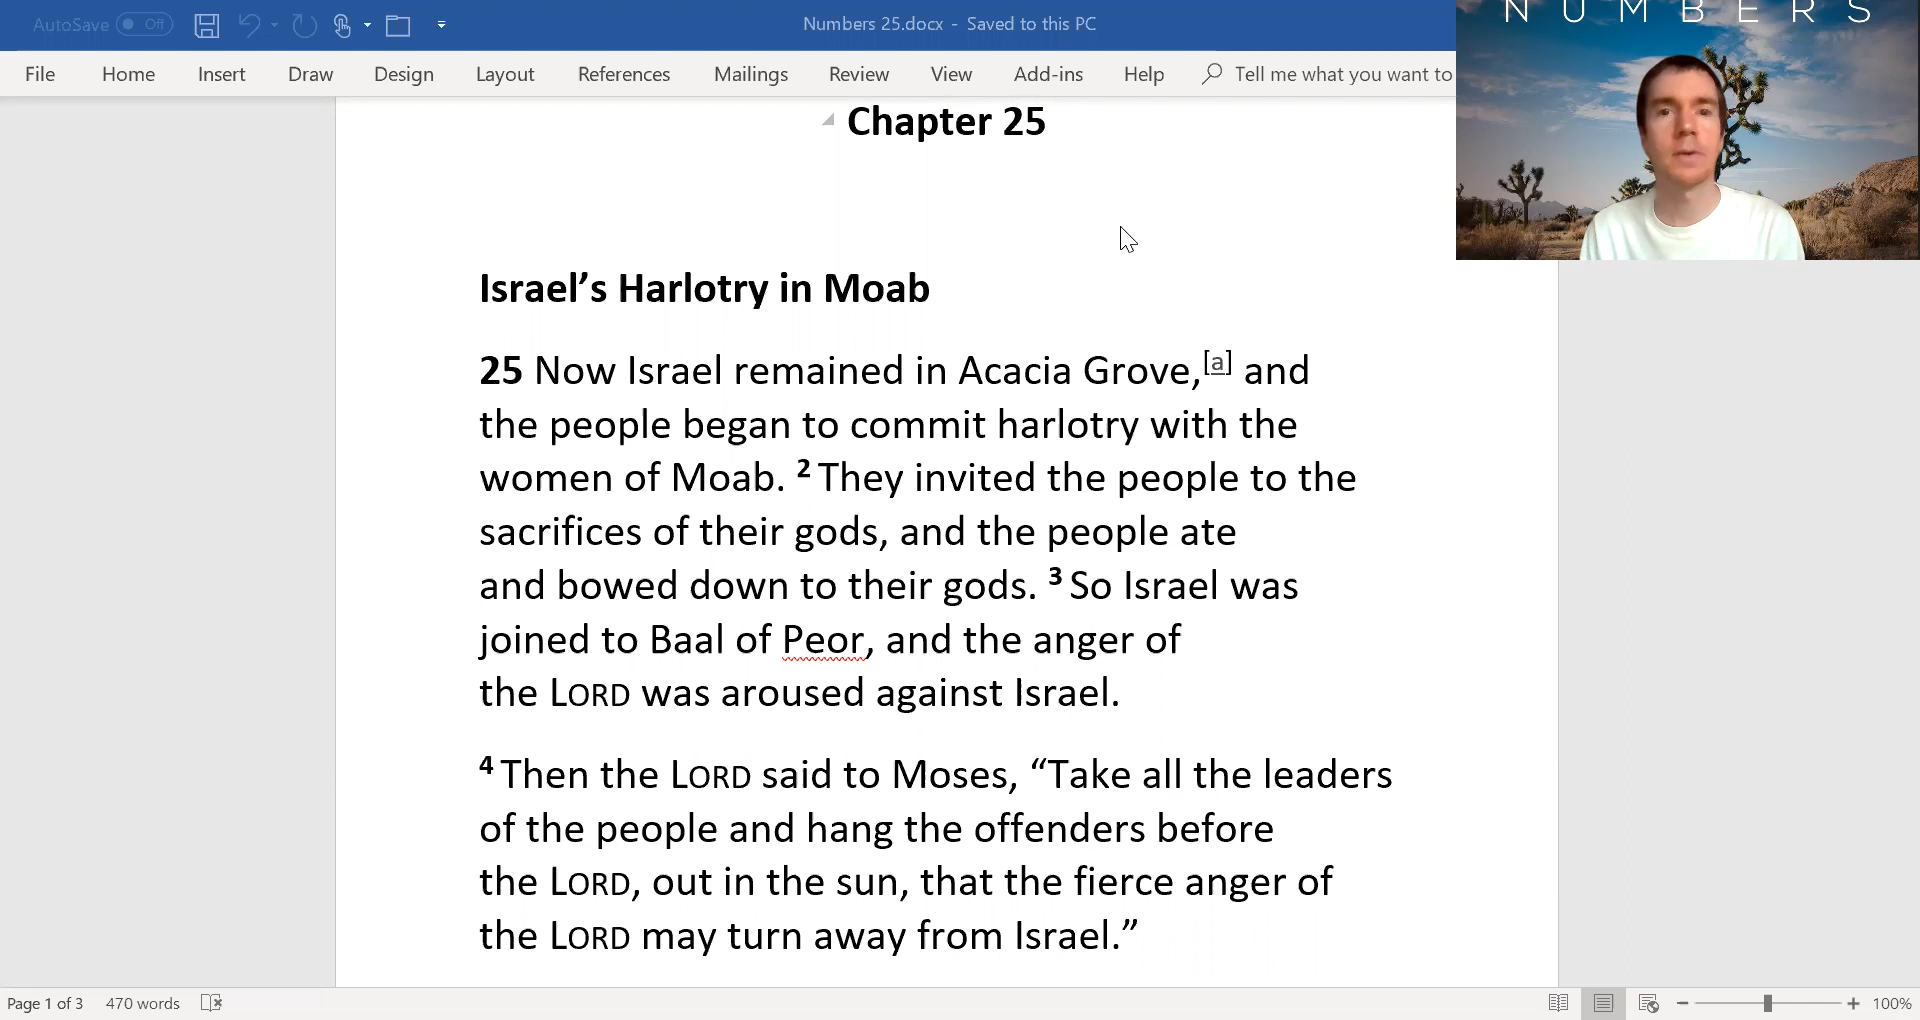 AutoSave Off
Numbers 25.docx - Saved to this PC
NUMBERS
File Home Insert Draw Design Layout References Mailings Review View Add-ins Help Tell me what you want to
Chapter 25
Israel’s Harlotry in Moab
25 Now Israel remained in Acacia Grove,[a] and
the people began to commit harlotry with the
women of Moab. 2 They invited the people to the
sacrifices of their gods, and the people ate
and bowed down to their gods. 3 So Israel was
joined to Baal of Peor, and the anger of
the LORD was aroused against Israel.
4 Then the LORD said to Moses, “Take all the leaders
of the people and hang the offenders before
the LORD, out in the sun, that the fierce anger of
the LORD may turn away from Israel.”
Page 1 of 3 470 words 100%